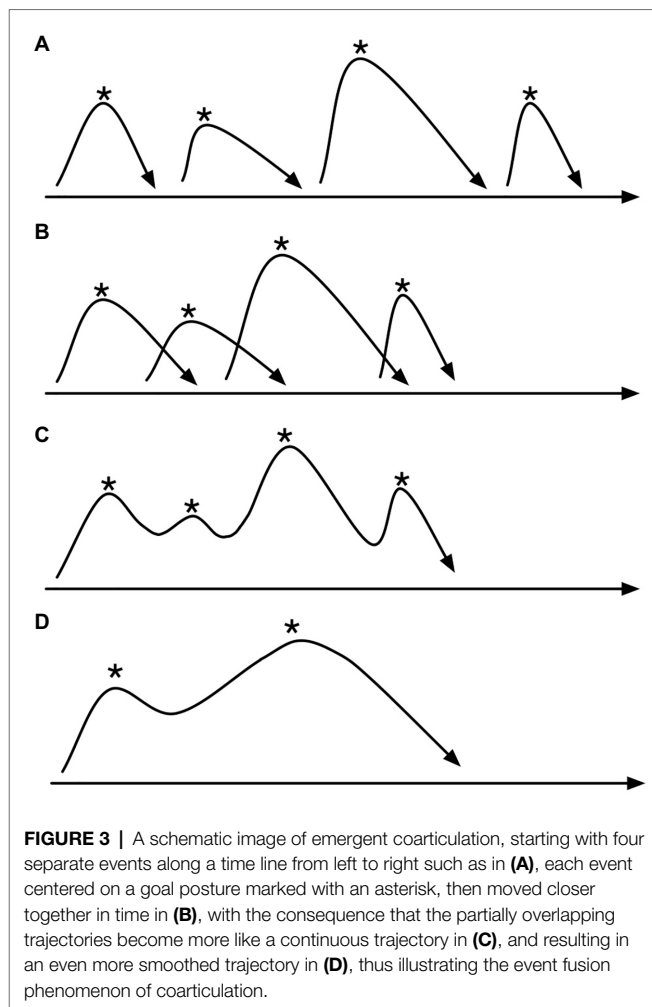 A
* * * *
B
* * * *
C
* * * *
D
* *
FIGURE 3 | A schematic image of emergent coarticulation, starting with four
separate events along a time line from left to right such as in (A), each event
centered on a goal posture marked with an asterisk, then moved closer
together in time in (B), with the consequence that the partially overlapping
trajectories become more like a continuous trajectory in (C), and resulting in
an even more smoothed trajectory in (D), thus illustrating the event fusion
phenomenon of coarticulation.